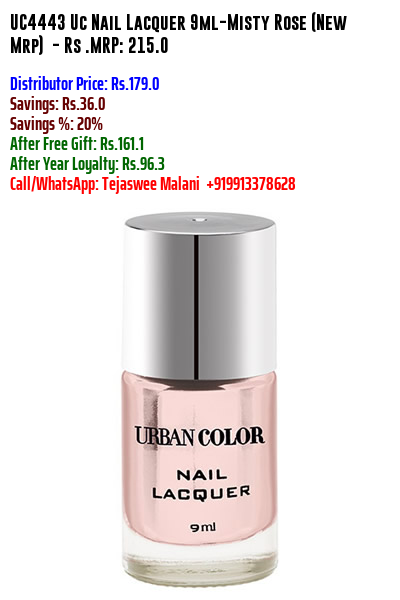 UC4443 Uc Nail Lacquer 9ml-Misty Rose (New
Mrp) - Rs .MRP: 215.0
Distributor Price: Rs.179.0
Savings: Rs.36.0
Savings %: 20%
After Free Gift: Rs.161.1
After Year Loyalty: Rs.96.3
Call/WhatsApp: Tejaswee Malani +919913378628
URBAN COLOR
NAIL
LACQUER
9ml